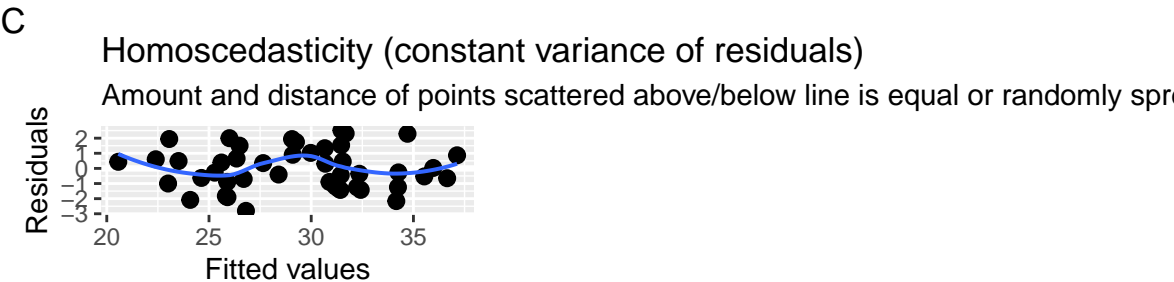 C
Homoscedasticity (constant variance of residuals)
Amount and distance of points scattered above/below line is equal or randomly spre
Residuals
2
1
0
−1
−2
−3
20 25 30 35
Fitted values